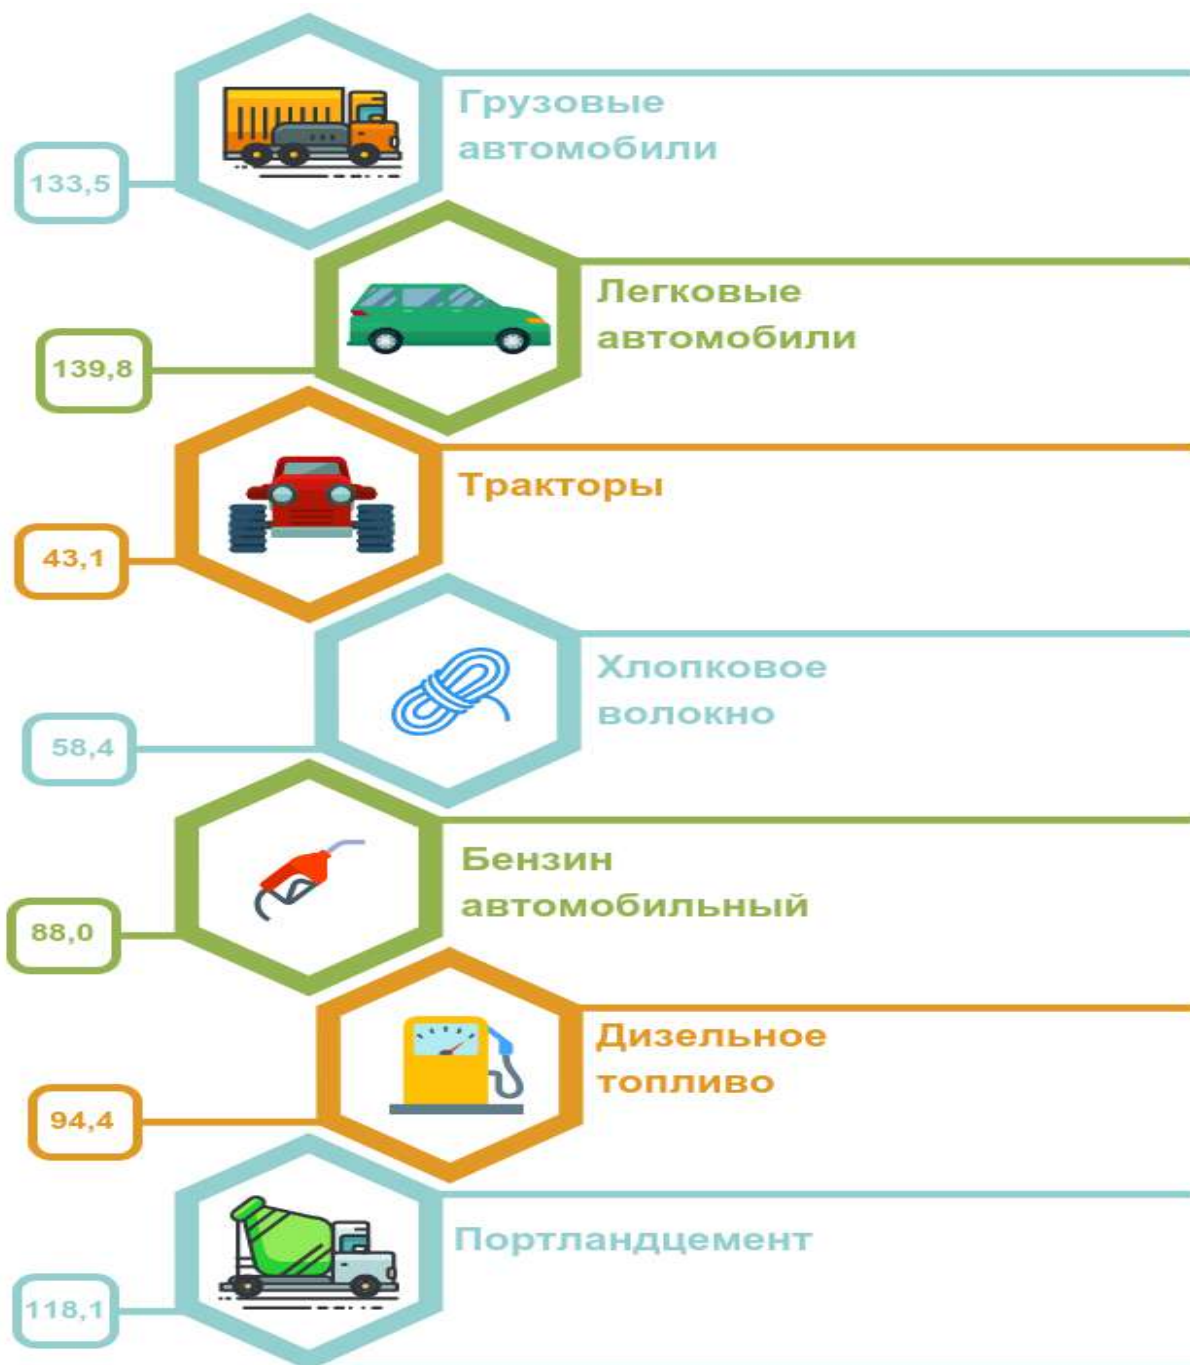 Грузовые
автомобили
133,5
Легковые
автомобили
139,8
Тракторы
43,1
Хлопковое
волокно
58,4
Бензин
автомобильный
88,0
Дизельное
топливо
94,4
Портландцемент
118,1